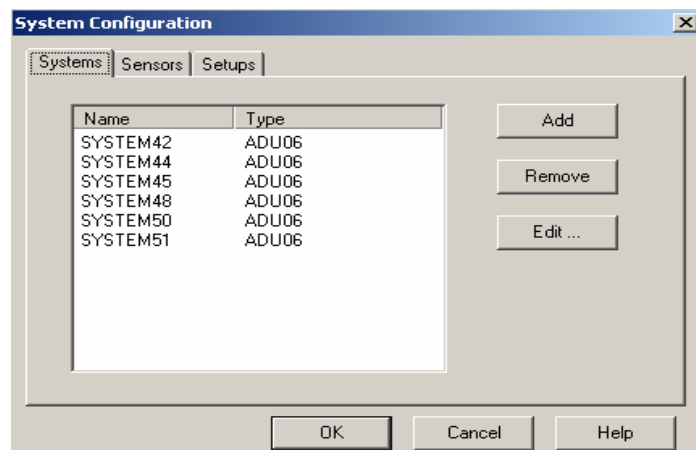 System Configuration
Systems Sensors Setups
Name Type
SYSTEM42 ADU06
SYSTEM44 ADU06
SYSTEM45 ADU06
SYSTEM48 ADU06
SYSTEM50 ADU06
SYSTEM51 ADU06
Add
Remove
Edit ...
OK Cancel Help